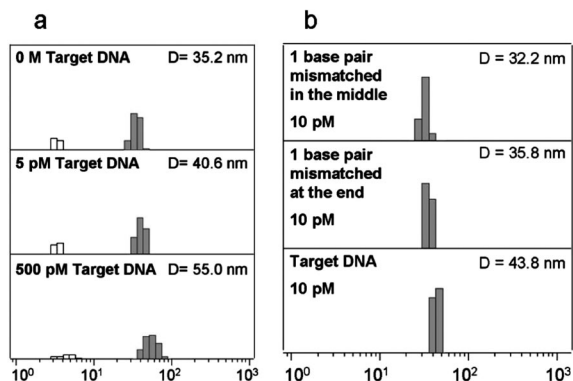 a
0 M Target DNA D= 35.2 nm
5 pM Target DNA D= 40.6 nm
500 pM Target DNA D= 55.0 nm
10⁰ 10¹ 10² 10³
b
1 base pair D = 32.2 nm
mismatched
in the middle
10 pM
1 base pair D = 35.8 nm
mismatched
at the end
10 pM
Target DNA D = 43.8 nm
10 pM
10⁰ 10¹ 10² 10³